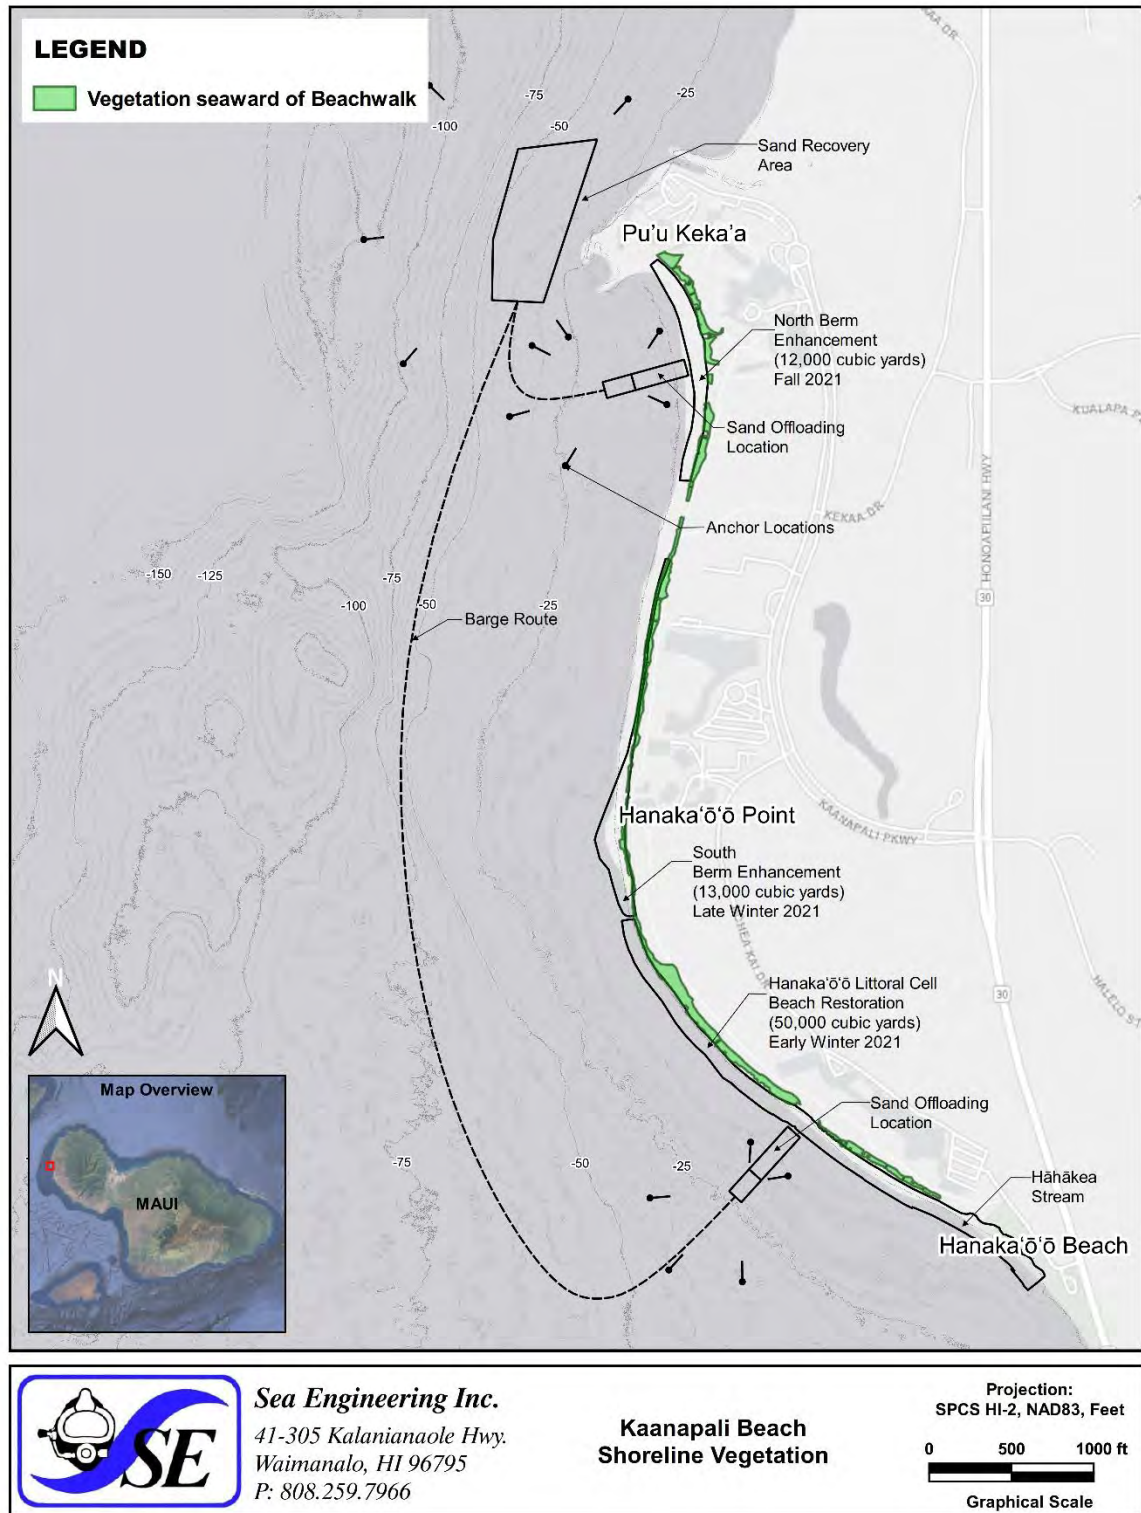 LEGEND
Vegetation seaward of Beachwalk
KEKAA DR
-75
-25
-100
-50
Sand Recovery
Area
Pu'u Keka'a
North Berm
Enhancement
(12,000 cubic yards)
Fall 2021
Sand Offloading
Location
HONOAPIILANI HWY
KEKAA DR
Anchor Locations
-150
-125
-75
-100
-50
-25
30
Barge Route
Hanaka'ō'ō Point
KAANAPALI PKWY
South
Berm Enhancement
(13,000 cubic yards)
Late Winter 2021
N
Hanaka'ō'ō Littoral Cell
Beach Restoration
(50,000 cubic yards)
Early Winter 2021
30
Map Overview
MAUI
Sand Offloading
Location
-75
-50
-25
Hāhākea
Stream
Hanaka'ō'ō Beach
SE
Sea Engineering Inc.
41-305 Kalanianaole Hwy.
Waimanalo, HI 96795
P: 808.259.7966
Kaanapali Beach
Shoreline Vegetation
Projection:
SPCS HI-2, NAD83, Feet
0 500 1000 ft
Graphical Scale